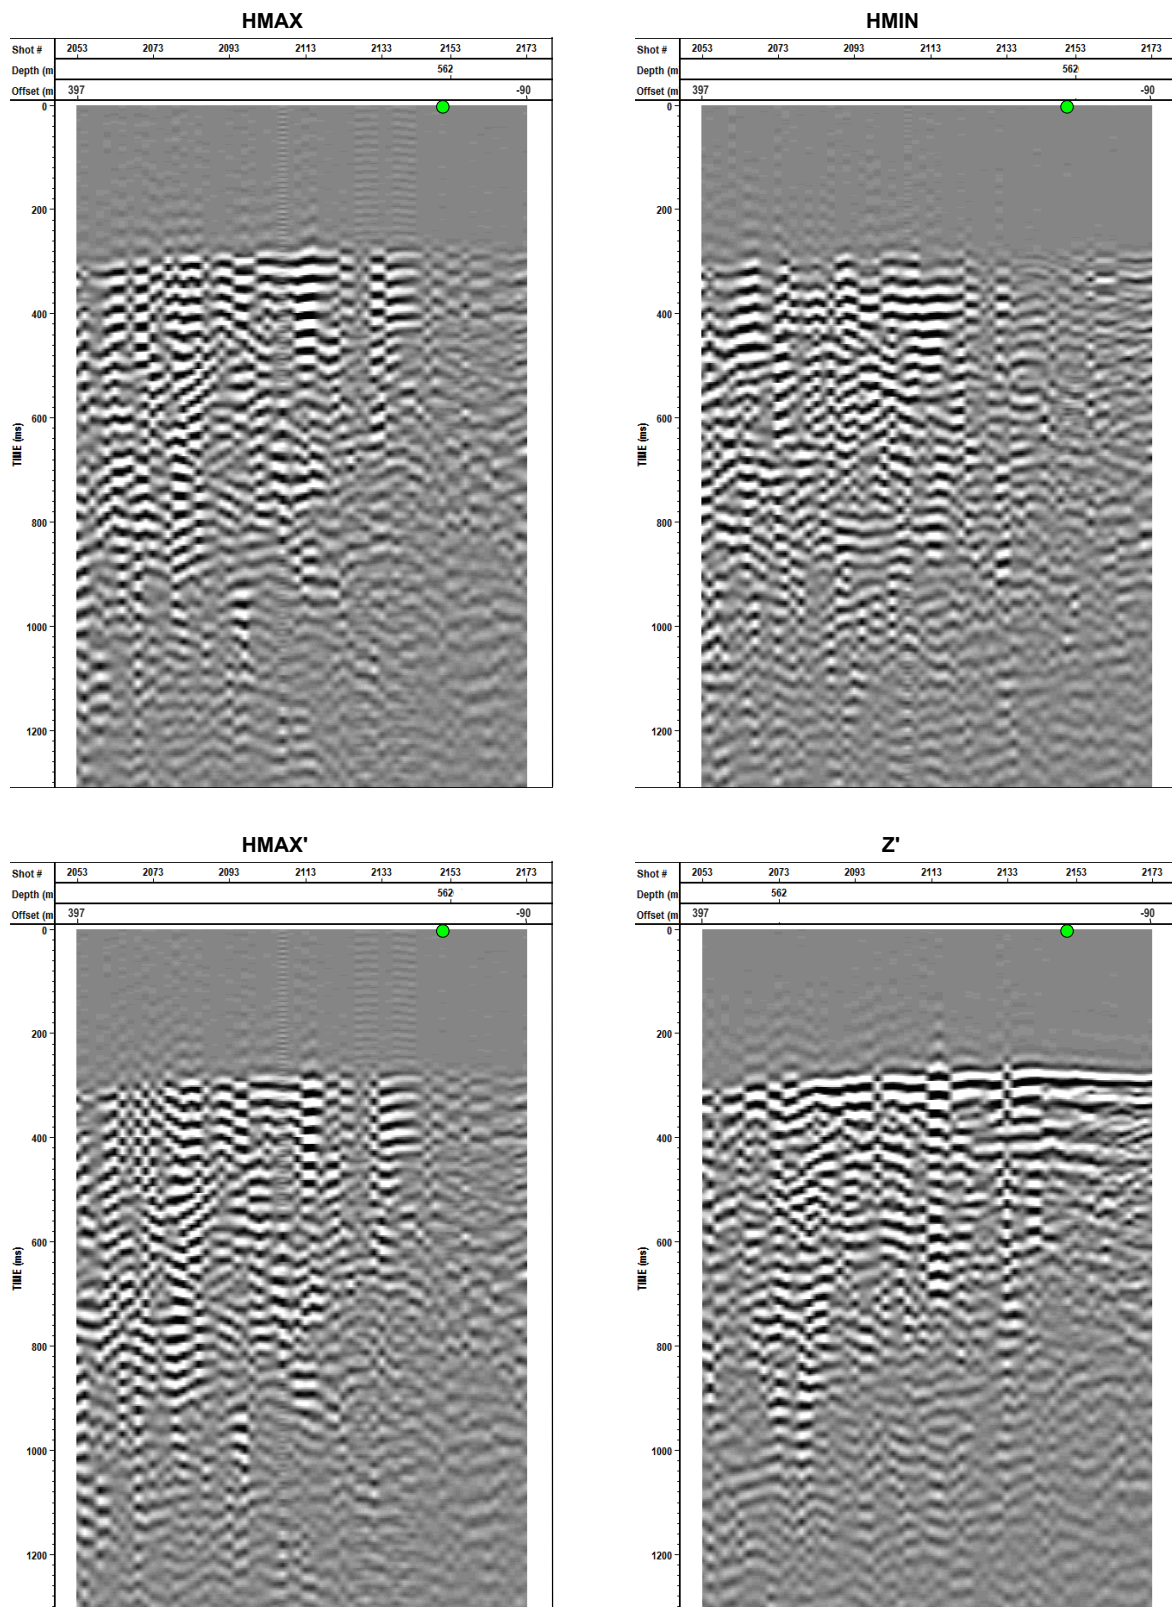 HMAX
Shot # 2053 2073 2093 2113 2133 2153 2173
Depth (m 562
Offset (m 397 -90
0
200
400
600
800
1000
1200
TIME (ms)
HMIN
Shot # 2053 2073 2093 2113 2133 2153 2173
Depth (m 562
Offset (m 397 -90
0
200
400
600
800
1000
1200
TIME (ms)
HMAX'
Shot # 2053 2073 2093 2113 2133 2153 2173
Depth (m 562
Offset (m 397 -90
0
200
400
600
800
1000
1200
TIME (ms)
Z'
Shot # 2053 2073 2093 2113 2133 2153 2173
Depth (m 562
Offset (m 397 -90
0
200
400
600
800
1000
1200
TIME (ms)